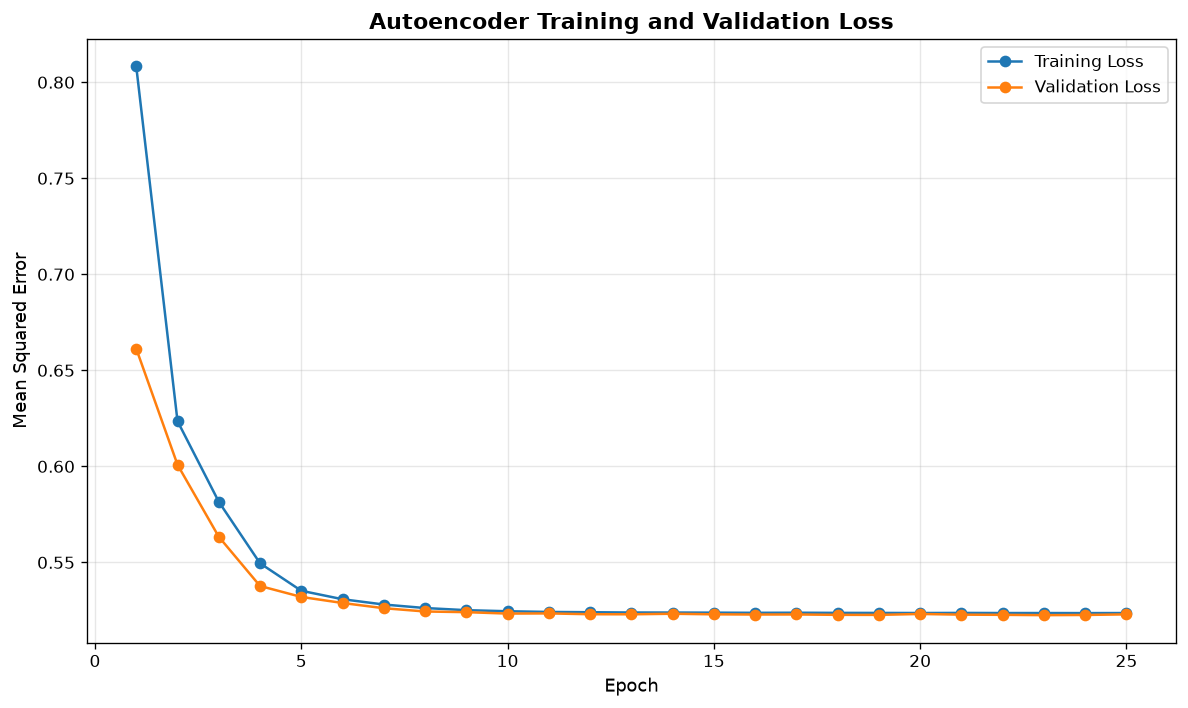 Autoencoder Training and Validation Loss
Training Loss
Validation Loss
Mean Squared Error
0.80
0.75
0.70
0.65
0.60
0.55
0 5 10 15 20 25
Epoch